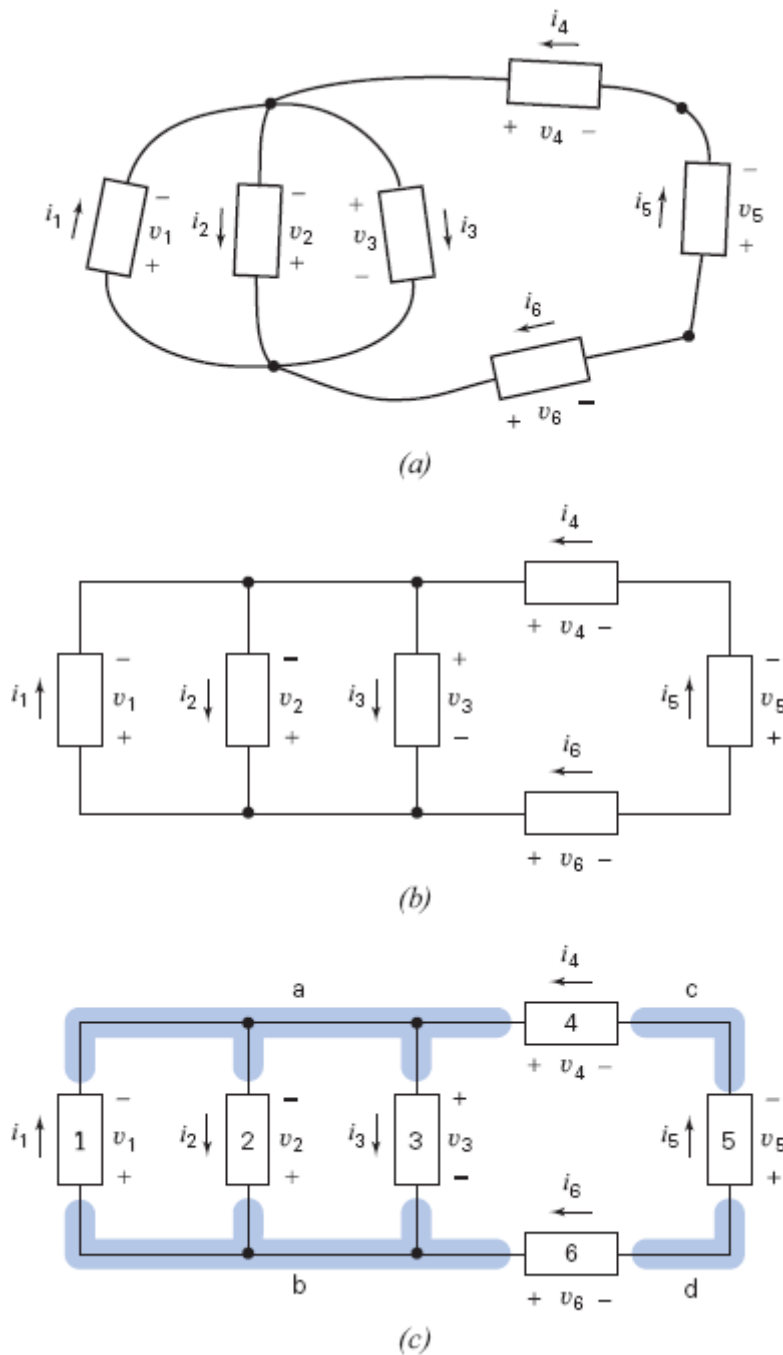 i4
+ v4 −
i1 − v1 +
i2 − v2 +
+ v3 − i3
i5 − v5 +
i6
+ v6 −
(a)
i4
+ v4 −
i1 − v1 +
i2 − v2 +
i3 + v3 −
i5 − v5 +
i6
+ v6 −
(b)
i4
a 4 c
+ v4 −
i1 1 − v1 +
i2 2 − v2 +
i3 3 + v3 −
i5 5 − v5 +
i6
b 6 d
+ v6 −
(c)